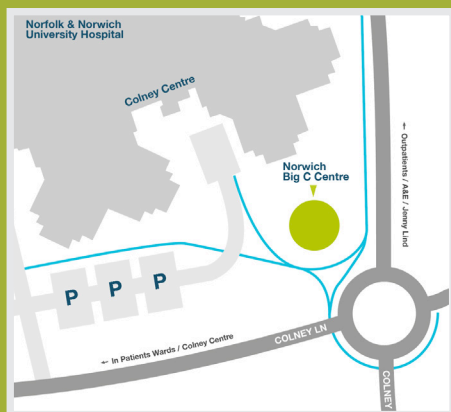 Norfolk & Norwich
University Hospital
Colney Centre
Norwich
Big C Centre
← Outpatients / A&E / Jenny Lind
P
P
P
← In Patients Wards / Colney Centre
COLNEY LN
COLNEY